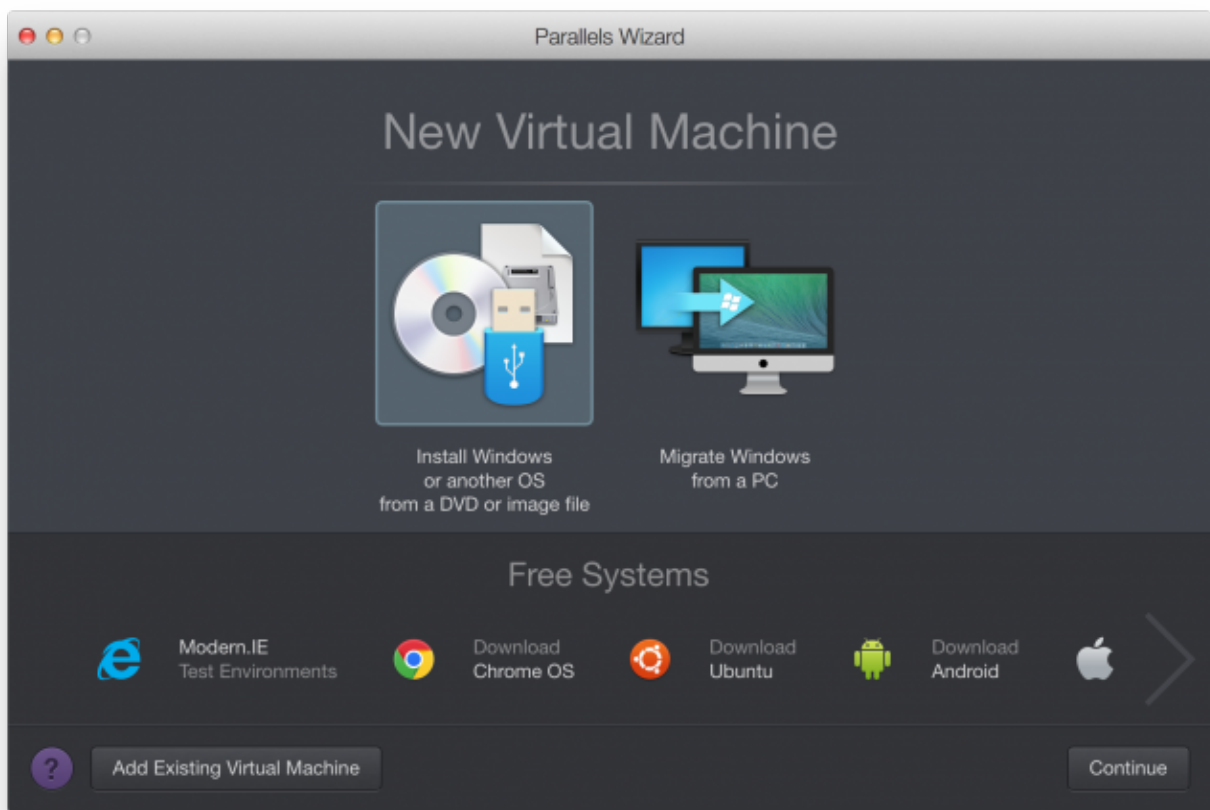 Parallels Wizard
New Virtual Machine
Install Windows
or another OS
from a DVD or image file
Migrate Windows
from a PC
Free Systems
Modern.IE
Test Environments
Download
Chrome OS
Download
Ubuntu
Download
Android
?
Add Existing Virtual Machine
Continue